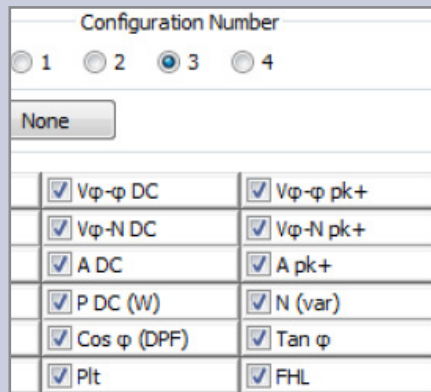 Configuration Number
1 2 3 4
None
Vφ-φ DC Vφ-φ pk+
Vφ-N DC Vφ-N pk+
A DC A pk+
P DC (W) N (var)
Cos φ (DPF) Tan φ
Plt FHL